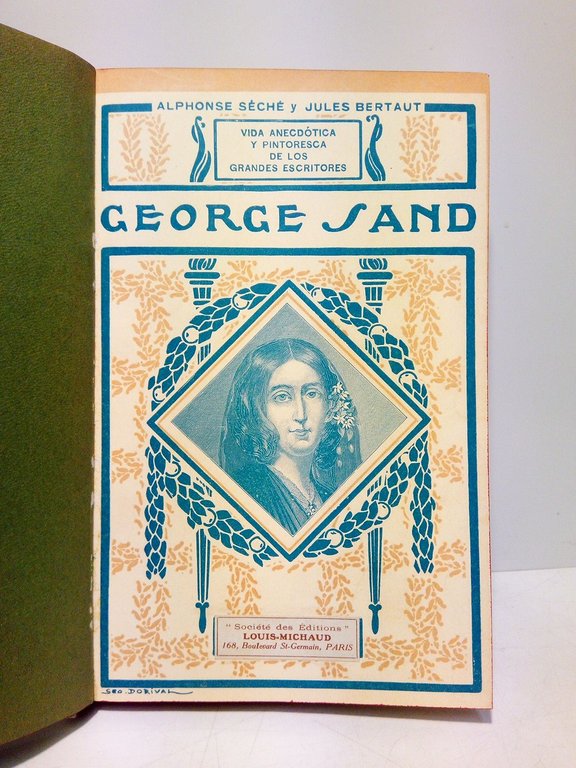 ALPHONSE SÉCHÉ y JULES BERTAUT
VIDA ANECDÓTICA
Y PINTORESCA
DE LOS
GRANDES ESCRITORES
GEORGE SAND
"Société des Éditions"
LOUIS-MICHAUD
168, Boulevard St-Germain, PARIS
GEO. DORIVAL